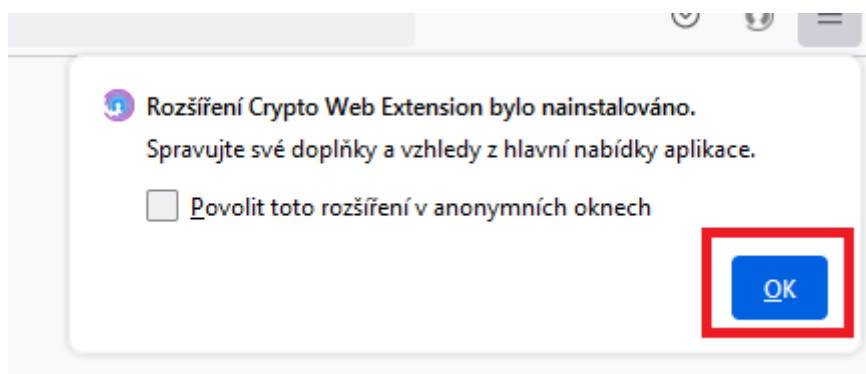 Rozšíření Crypto Web Extension bylo nainstalováno.
Spravujte své doplňky a vzhledy z hlavní nabídky aplikace.
Povolit toto rozšíření v anonymních oknech
OK